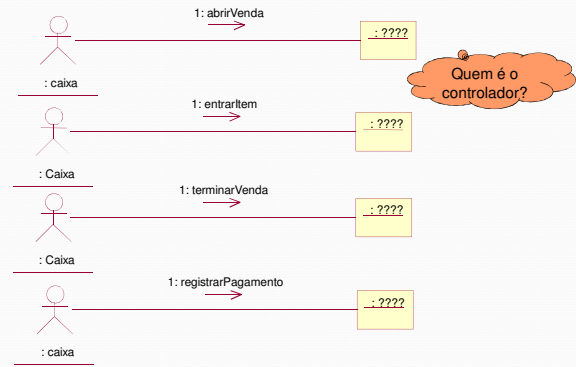 1: abrirVenda
: ????
: caixa
Quem é o
controlador?
1: entrarItem
: ????
: Caixa
1: terminarVenda
: ????
: Caixa
1: registrarPagamento
: ????
: caixa